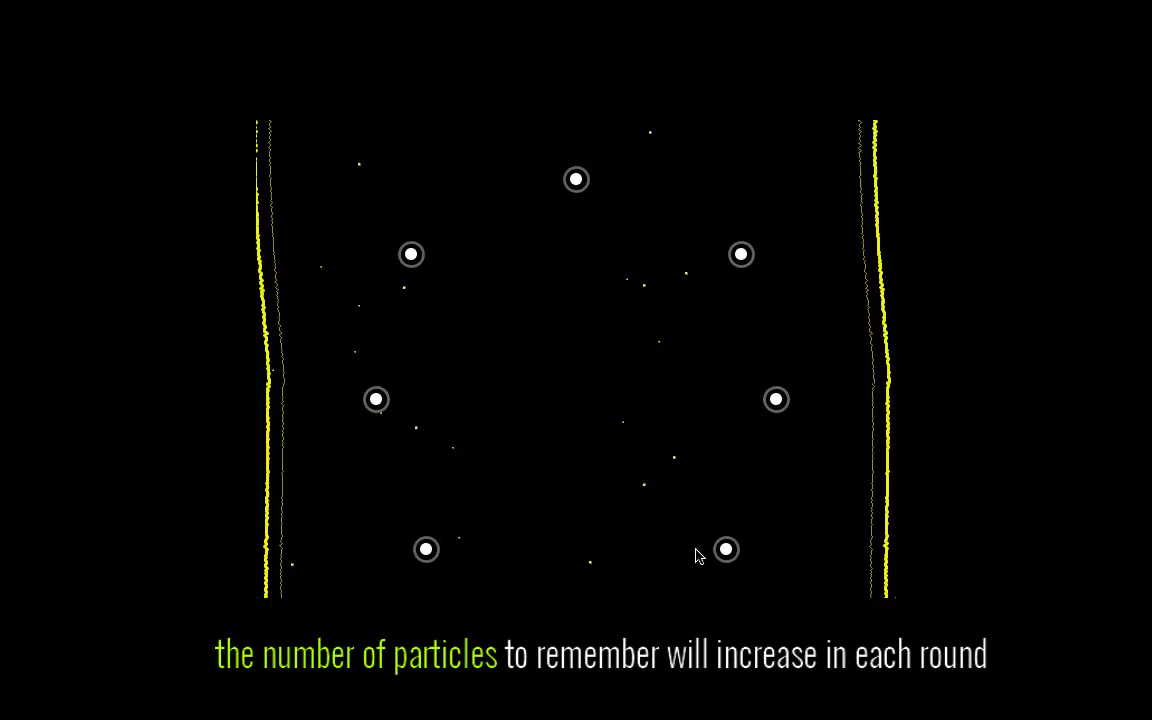 the number of particles to remember will increase in each round